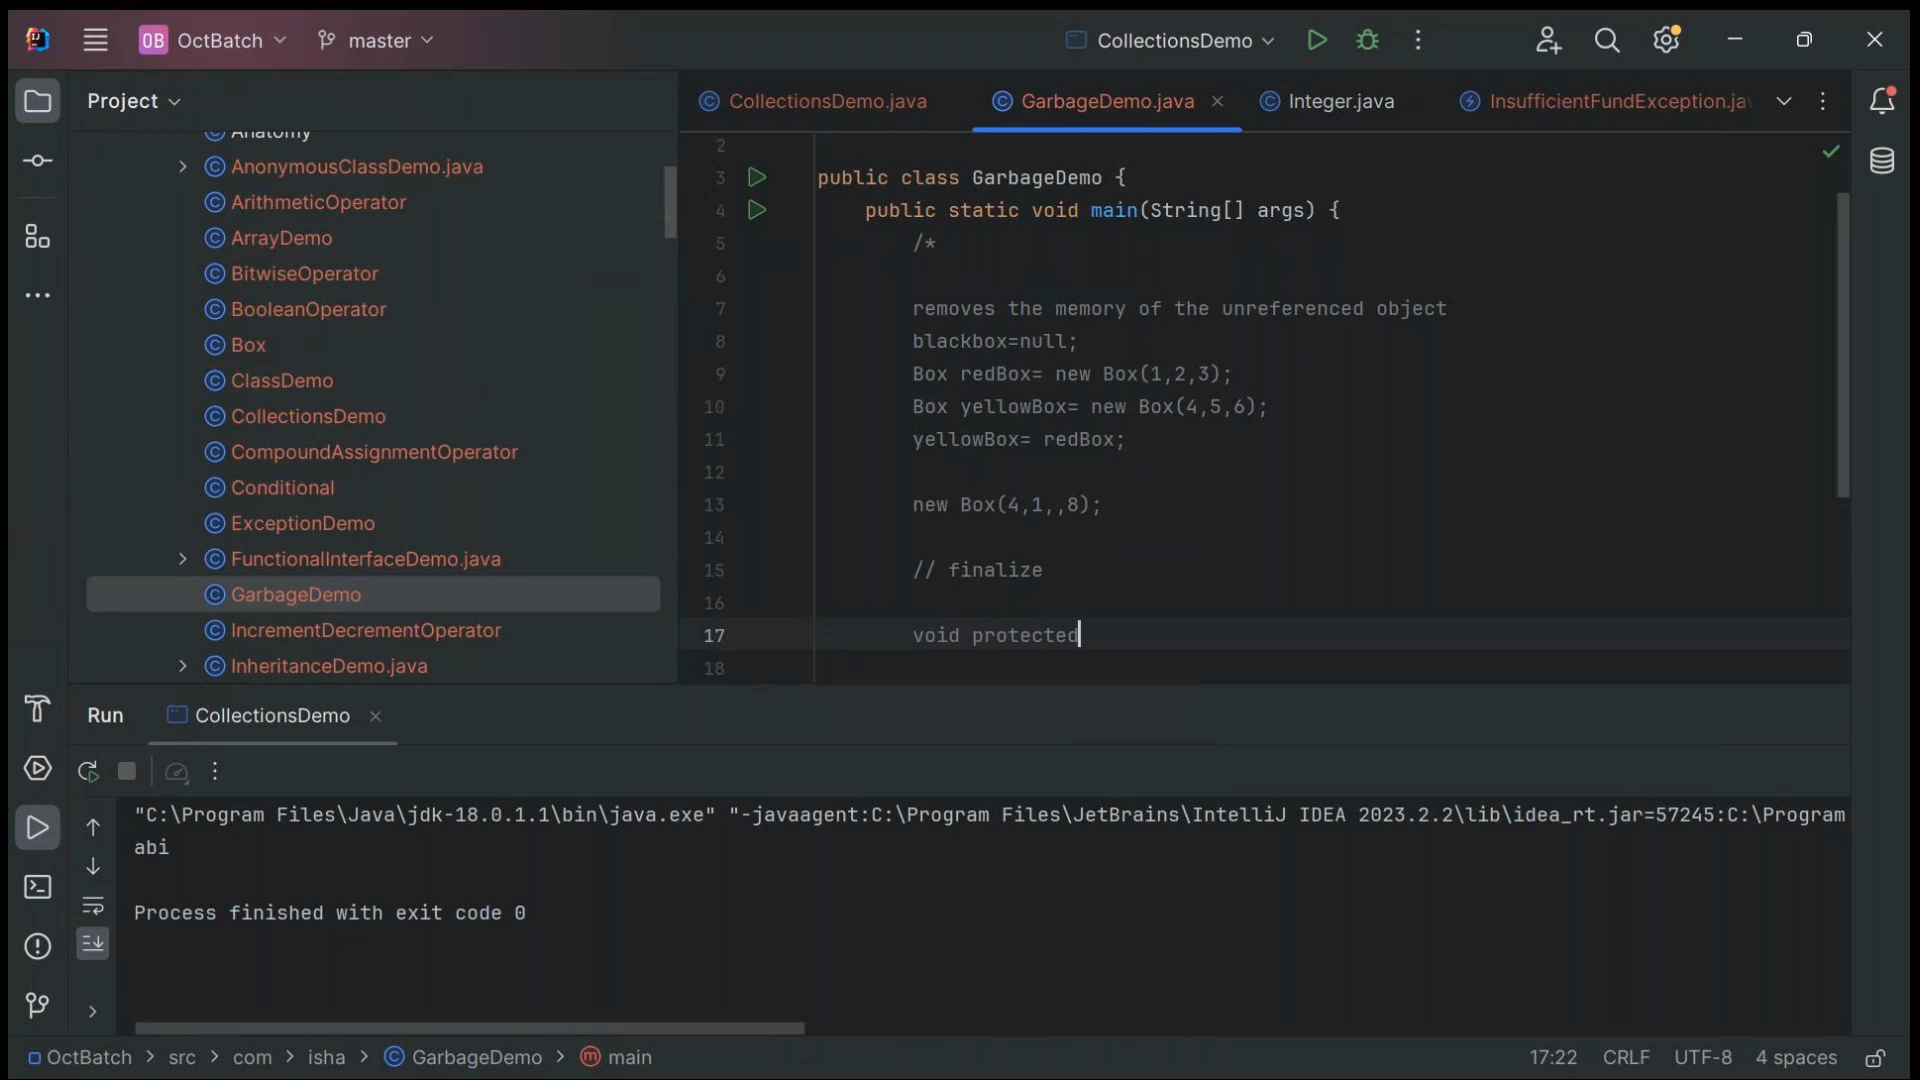 OB OctBatch master CollectionsDemo
Project
CollectionsDemo.java GarbageDemo.java Integer.java InsufficientFundException.ja
Anatomy
AnonymousClassDemo.java
ArithmeticOperator
ArrayDemo
BitwiseOperator
BooleanOperator
Box
ClassDemo
CollectionsDemo
CompoundAssignmentOperator
Conditional
ExceptionDemo
FunctionalInterfaceDemo.java
GarbageDemo
IncrementDecrementOperator
InheritanceDemo.java
2
3 public class GarbageDemo {
4 public static void main(String[] args) {
5 /*
6
7 removes the memory of the unreferenced object
8 blackbox=null;
9 Box redBox= new Box(1,2,3);
10 Box yellowBox= new Box(4,5,6);
11 yellowBox= redBox;
12
13 new Box(4,1,,8);
14
15 // finalize
16
17 void protected
18
Run CollectionsDemo
"C:\Program Files\Java\jdk-18.0.1.1\bin\java.exe" "-javaagent:C:\Program Files\JetBrains\IntelliJ IDEA 2023.2.2\lib\idea_rt.jar=57245:C:\Program
abi
Process finished with exit code 0
OctBatch > src > com > isha > GarbageDemo > main 17:22 CRLF UTF-8 4 spaces